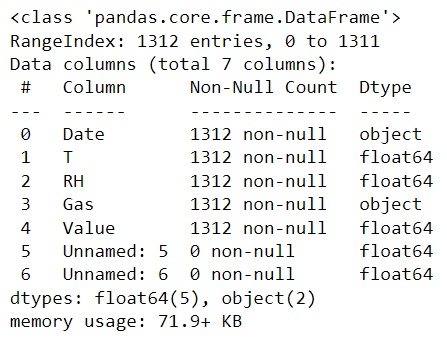 <class 'pandas.core.frame.DataFrame'>
RangeIndex: 1312 entries, 0 to 1311
Data columns (total 7 columns):
 #   Column      Non-Null Count  Dtype
---  ------      --------------  -----
 0   Date        1312 non-null   object
 1   T           1312 non-null   float64
 2   RH          1312 non-null   float64
 3   Gas         1312 non-null   object
 4   Value       1312 non-null   float64
 5   Unnamed: 5  0 non-null      float64
 6   Unnamed: 6  0 non-null      float64
dtypes: float64(5), object(2)
memory usage: 71.9+ KB